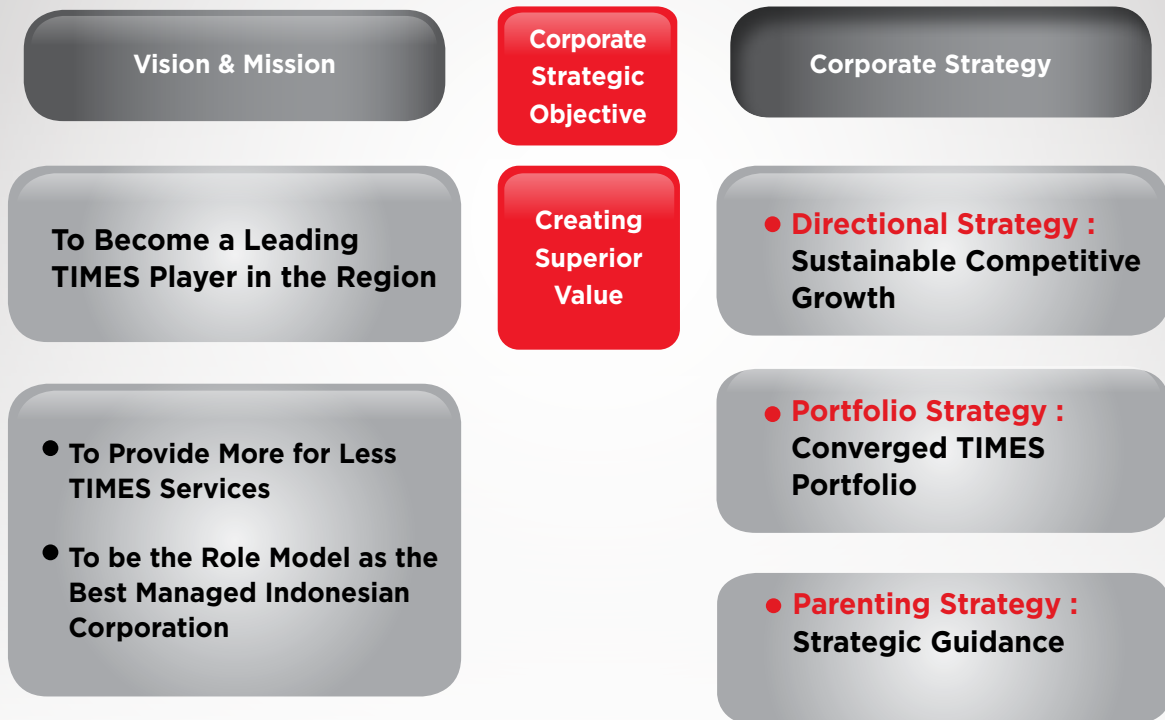 Vision & Mission
To Become a Leading
TIMES Player in the Region
• To Provide More for Less
TIMES Services
• To be the Role Model as the
Best Managed Indonesian
Corporation
Corporate
Strategic
Objective
Creating
Superior
Value
Corporate Strategy
• Directional Strategy :
Sustainable Competitive
Growth
• Portfolio Strategy :
Converged TIMES
Portfolio
• Parenting Strategy :
Strategic Guidance